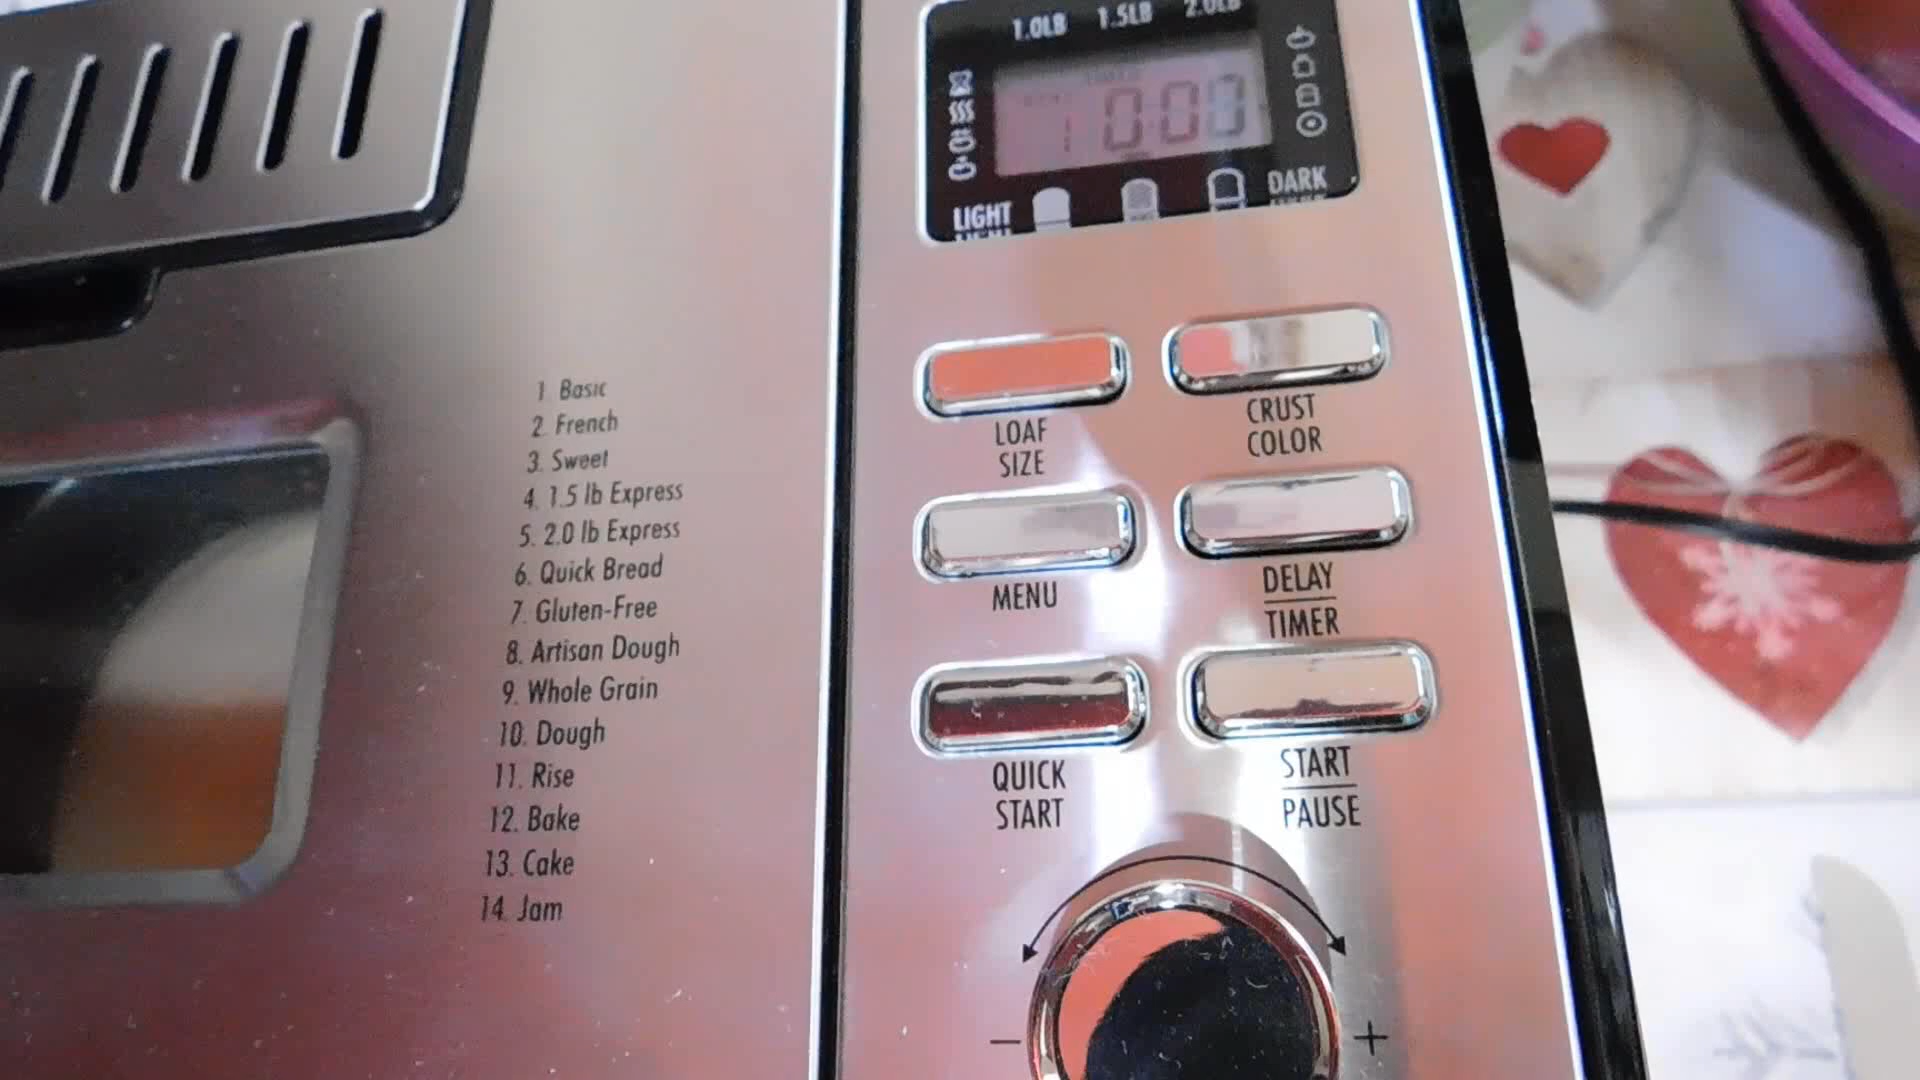 1.0LB 1.5LB 2.0LB
1 0:00
LIGHT
DARK
1. Basic
2. French
3. Sweet
4. 1.5 lb Express
5. 2.0 lb Express
6. Quick Bread
7. Gluten-Free
8. Artisan Dough
9. Whole Grain
10. Dough
11. Rise
12. Bake
13. Cake
14. Jam
LOAF
SIZE
CRUST
COLOR
MENU
DELAY
TIMER
QUICK
START
START
PAUSE
− +